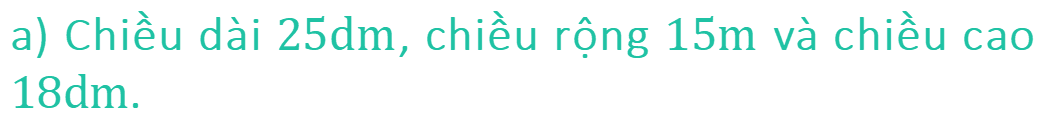 a) Chiều dài 25dm, chiều rộng 15m và chiều cao
18dm.